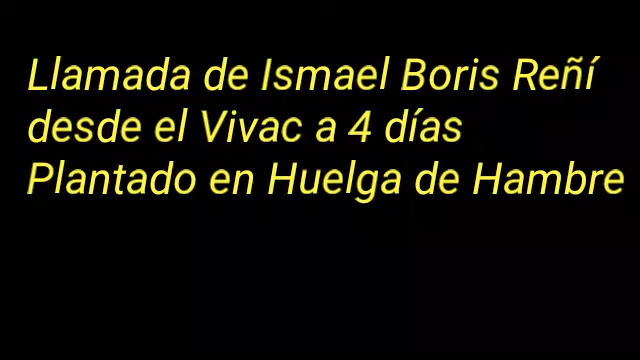 Llamada de Ismael Boris Reñí
desde el Vivac a 4 días
Plantado en Huelga de Hambre